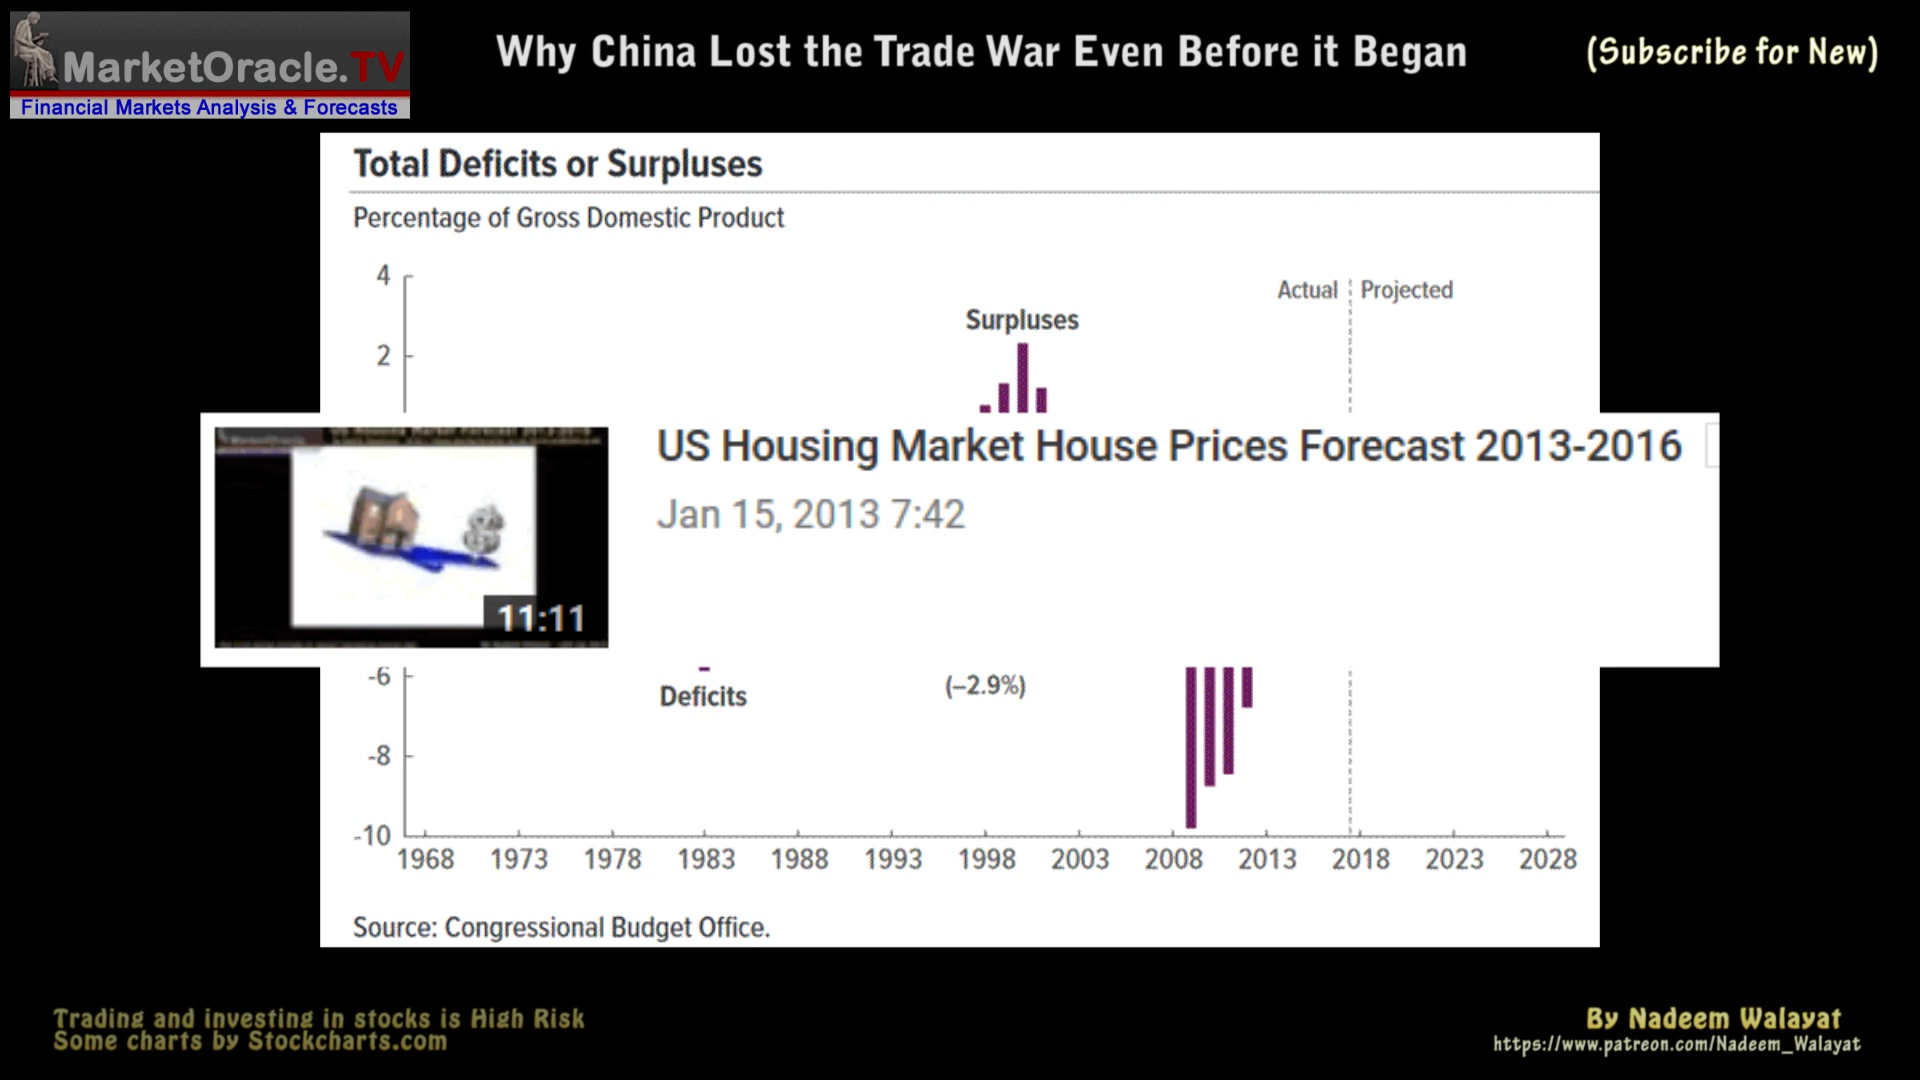 MarketOracle.TV
Financial Markets Analysis & Forecasts
Why China Lost the Trade War Even Before it Began
(Subscribe for New)
Total Deficits or Surpluses
Percentage of Gross Domestic Product
4
Actual
Projected
Surpluses
2
US Housing Market House Prices Forecast 2013-2016
Jan 15, 2013 7:42
11:11
-6
Deficits
(–2.9%)
-8
-10
1968 1973 1978 1983 1988 1993 1998 2003 2008 2013 2018 2023 2028
Source: Congressional Budget Office.
Trading and investing in stocks is High Risk
Some charts by Stockcharts.com
By Nadeem Walayat
https://www.patreon.com/Nadeem_Walayat